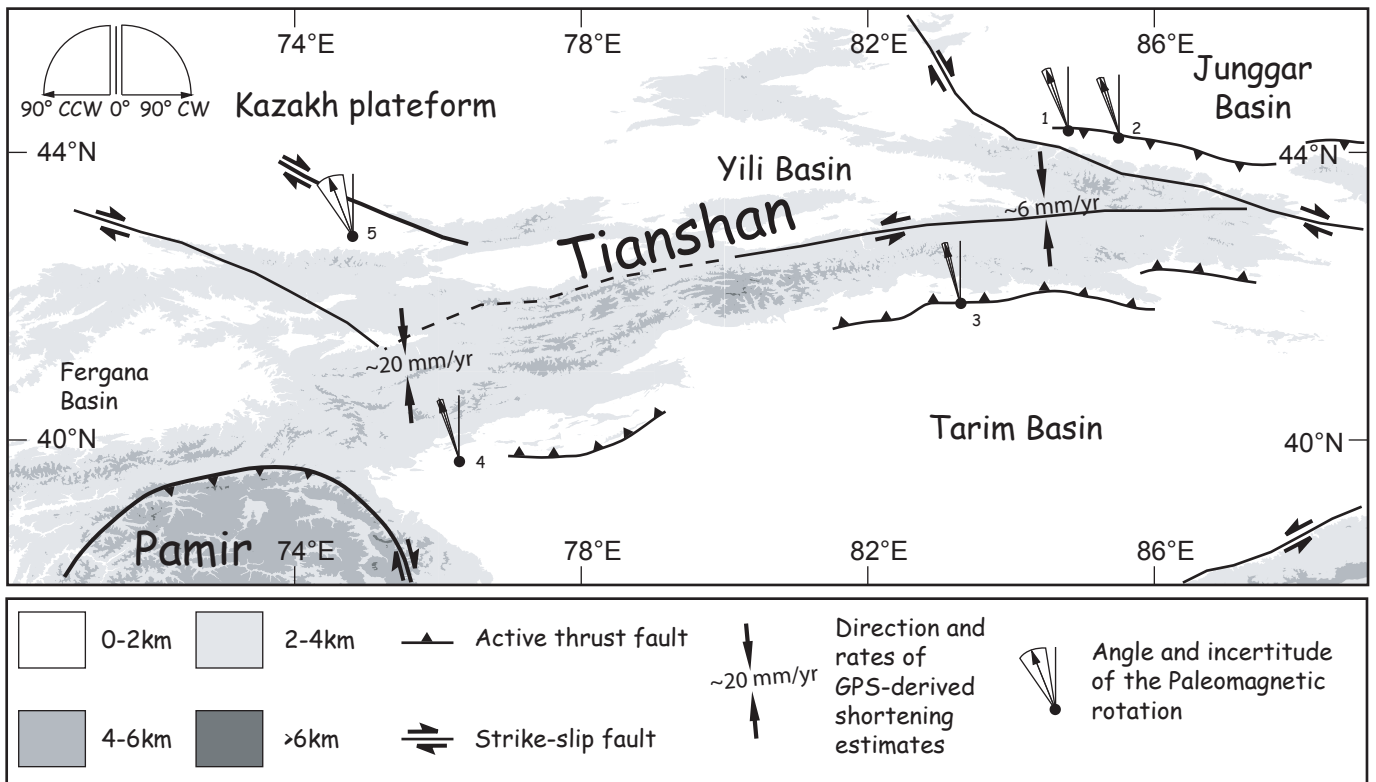 74°E
78°E
82°E
86°E
90° CCW 0° 90° CW
Kazakh plateform
Junggar
Basin
1
2
44°N
44°N
Yili Basin
~6 mm/yr
5
Tianshan
3
~20 mm/yr
Fergana
Basin
40°N
4
Tarim Basin
40°N
Pamir
74°E
78°E
82°E
86°E
0-2km
2-4km
Active thrust fault
~20 mm/yr
Direction and
rates of
GPS-derived
shortening
estimates
Angle and incertitude
of the Paleomagnetic
rotation
4-6km
>6km
Strike-slip fault